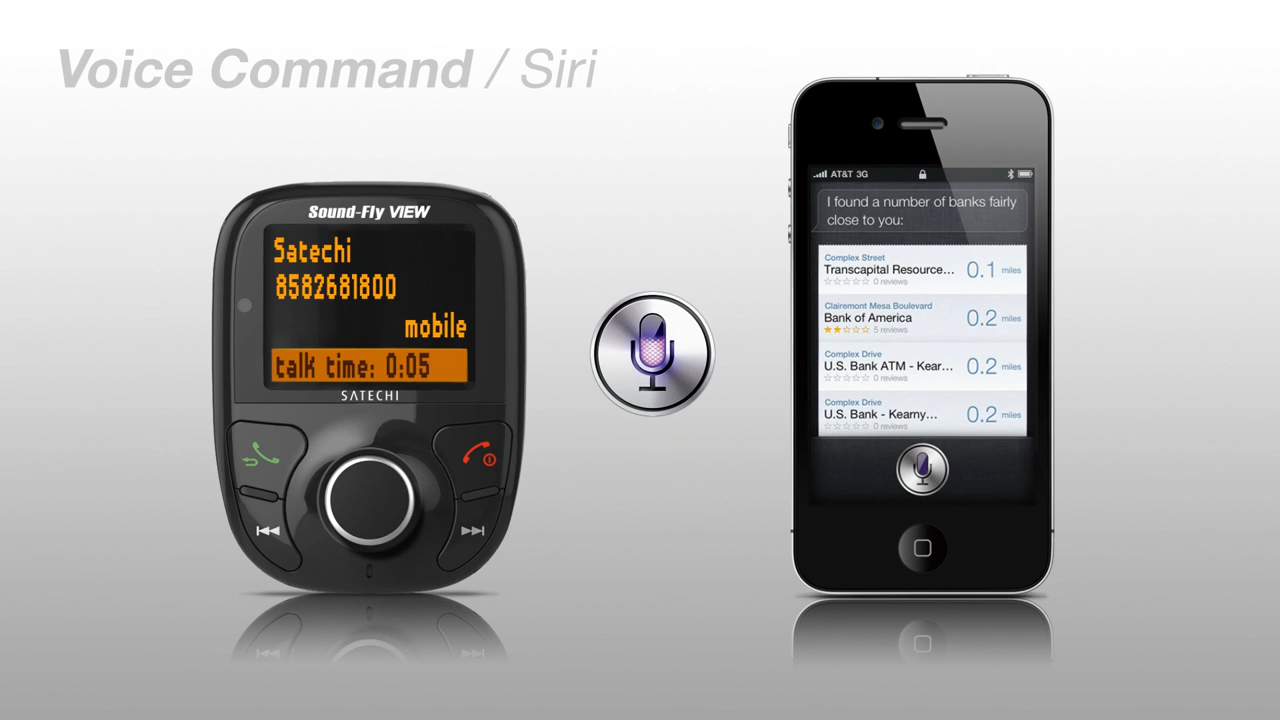 Voice Command / Siri
Sound-Fly VIEW
Satechi
8582681800
mobile
talk time: 0:05
SATECHI
AT&T 3G
I found a number of banks fairly
close to you:
Complex Street
Transcapital Resource... 0.1 miles
0 reviews
Clairemont Mesa Boulevard
Bank of America 0.2 miles
5 reviews
Complex Drive
U.S. Bank ATM - Kear... 0.2 miles
0 reviews
Complex Drive
U.S. Bank - Kearny... 0.2 miles
0 reviews